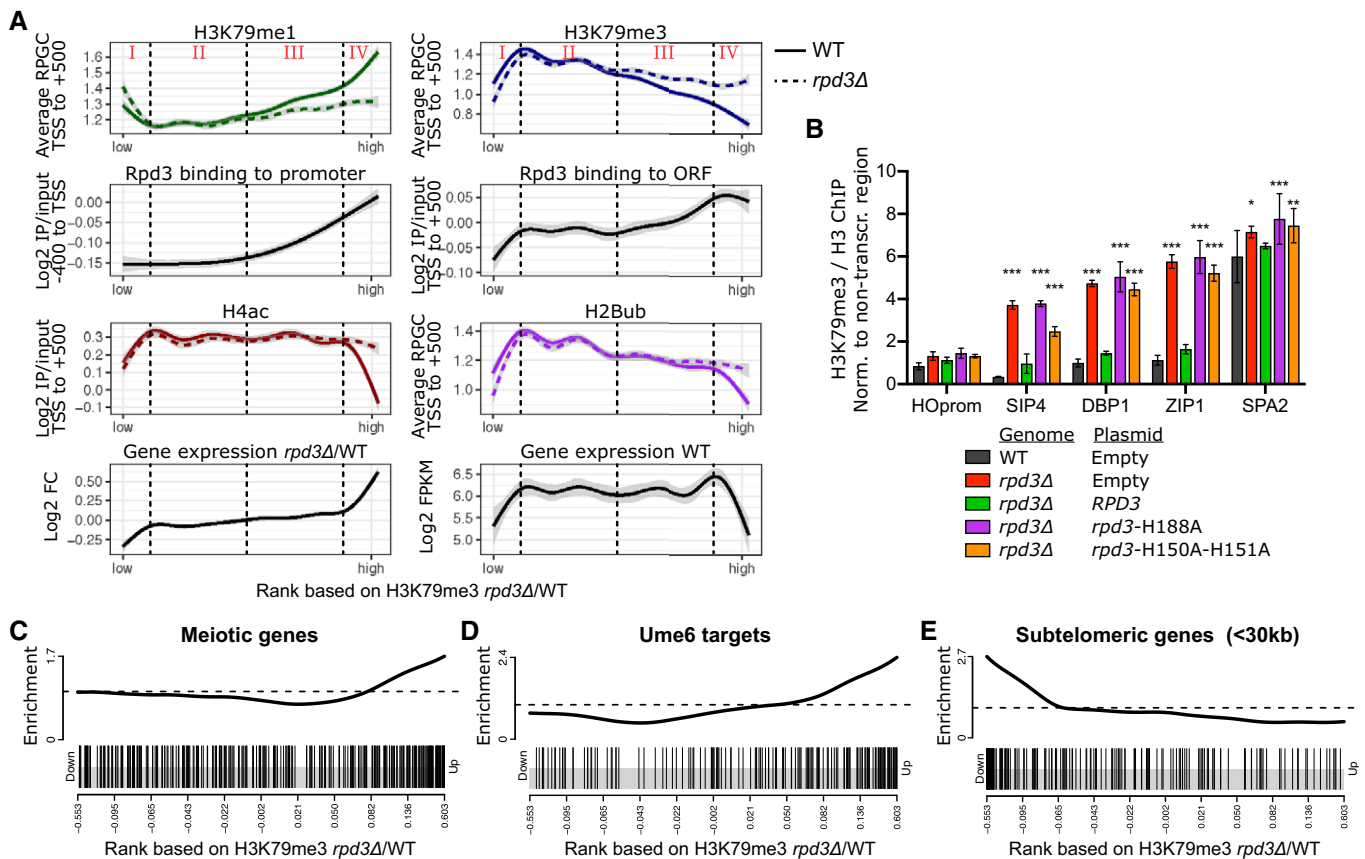 A
H3K79me1
Average RPGC
TSS to +500
I II III IV
1.6
1.5
1.4
1.3
1.2
low high
H3K79me3
Average RPGC
TSS to +500
I II III IV
1.4
1.2
1.0
0.8
low high
WT
rpd3Δ
Rpd3 binding to promoter
Log2 IP/input
-400 to TSS
0.00
−0.05
−0.10
−0.15
Rpd3 binding to ORF
Log2 IP/input
TSS to +500
0.05
0.00
−0.05
−0.10
H4ac
Log2 IP/input
TSS to +500
0.3
0.2
0.1
0.0
−0.1
H2Bub
Average RPGC
TSS to +500
1.4
1.2
1.0
Gene expression rpd3Δ/WT
Log2 FC
0.50
0.25
0.00
−0.25
low high
Gene expression WT
Log2 FPKM
6.5
6.0
5.5
5.0
low high
Rank based on H3K79me3 rpd3Δ/WT
B
H3K79me3 / H3 ChIP
Norm. to non-transcr. region
10
8
6
4
2
0
*** *** ***
*** *** ***
*** *** ***
* *** **
HOprom SIP4 DBP1 ZIP1 SPA2
Genome Plasmid
WT Empty
rpd3Δ Empty
rpd3Δ RPD3
rpd3Δ rpd3-H188A
rpd3Δ rpd3-H150A-H151A
C
Meiotic genes
Enrichment
1.7
0
Down
Up
−0.553 −0.095 −0.065 −0.043 −0.022 −0.002 0.021 0.050 0.082 0.136 0.603
Rank based on H3K79me3 rpd3Δ/WT
D
Ume6 targets
Enrichment
2.4
0
Down
Up
−0.553 −0.095 −0.065 −0.043 −0.022 −0.002 0.021 0.050 0.082 0.136 0.603
Rank based on H3K79me3 rpd3Δ/WT
E
Subtelomeric genes (<30kb)
Enrichment
2.7
0
Down
Up
−0.553 −0.095 −0.065 −0.043 −0.022 −0.002 0.021 0.050 0.082 0.136 0.603
Rank based on H3K79me3 rpd3Δ/WT